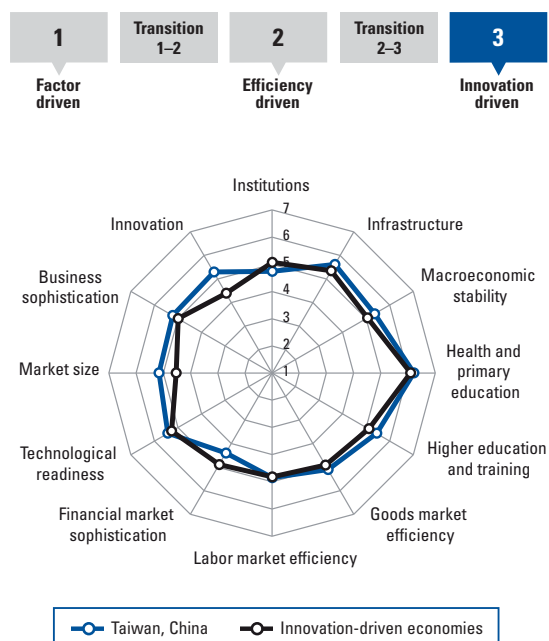 1
Transition
1–2
2
Transition
2–3
3
Factor
driven
Efficiency
driven
Innovation
driven
Institutions
7
6
5
4
3
2
1
Infrastructure
Macroeconomic
stability
Health and
primary
education
Higher education
and training
Goods market
efficiency
Labor market efficiency
Financial market
sophistication
Technological
readiness
Market size
Business
sophistication
Innovation
Taiwan, China
Innovation-driven economies